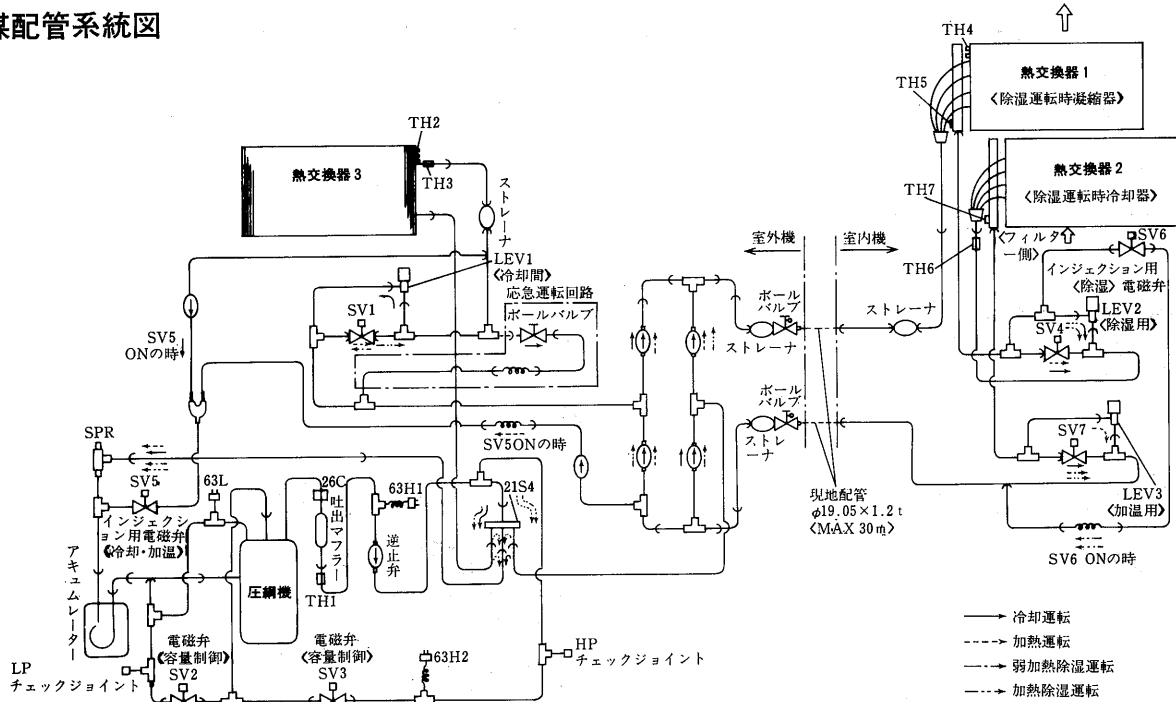 媒配管系統図
TH4
熱交換器1
〈除湿運転時凝縮器〉
TH5
TH2
熱交換器3
TH3
ストレーナ
熱交換器2
〈除湿運転時冷却器〉
TH7
TH6
〈フィルター側〉
SV6
インジェクション用
〈除湿〉電磁弁
LEV2
〈除湿用〉
SV4
室外機
室内機
ボール
バルブ
ストレーナ
ストレーナ
LEV1
〈冷却間〉
応急運転回路
ボールバルブ
SV1
SV5
ONの時
ボール
バルブ
ストレーナ
SV7
LEV3
〈加温用〉
現地配管
φ19.05×1.2t
〈MAX 30m〉
SV6 ONの時
SV5ONの時
SPR
SV5
インジェクション用電磁弁
〈冷却・加温〉
63L
26C
吐出マフラー
TH1
63H1
逆止弁
21S4
アキュムレーター
圧縮機
LP
チェックジョイント
電磁弁
〈容量制御〉
SV2
電磁弁
〈容量制御〉
SV3
63H2
HP
チェックジョイント
冷却運転
加熱運転
弱加熱除湿運転
加熱除湿運転